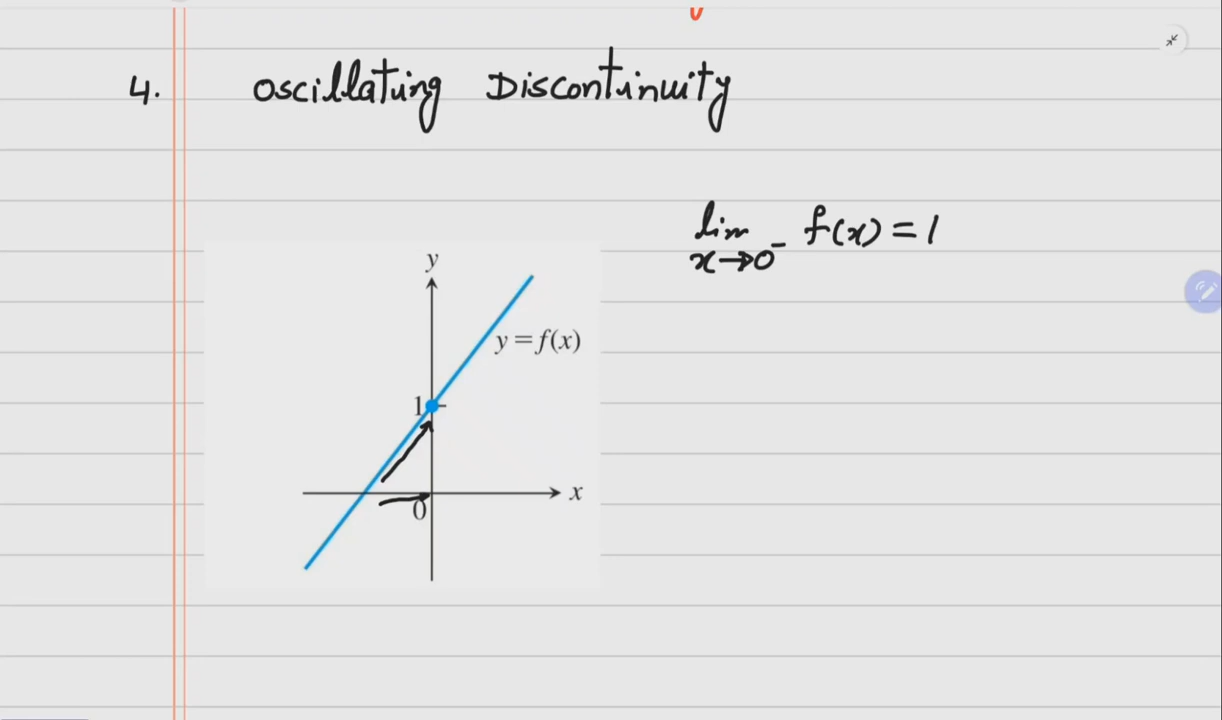 4. Oscillating Discontinuity
lim x→0⁻ f(x) = 1
y
y = f(x)
1
x
0